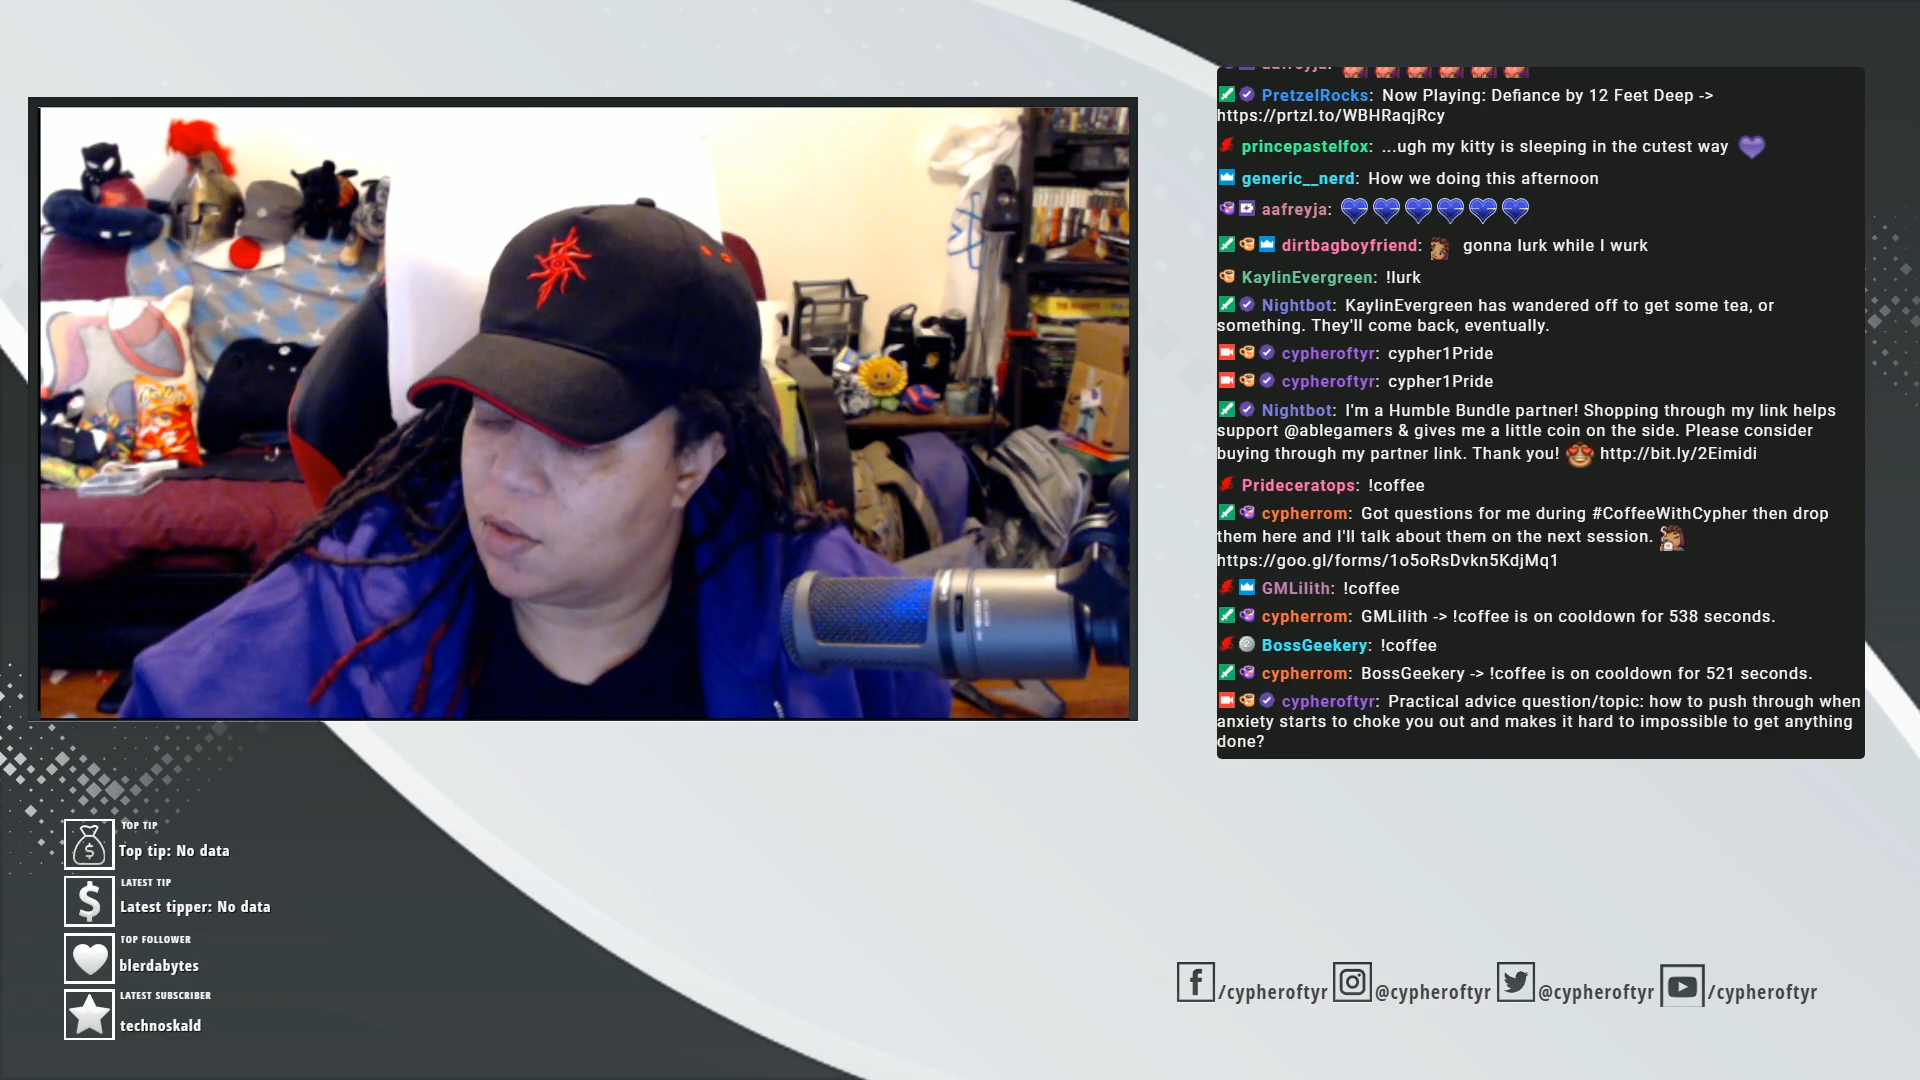 aafreyja:
PretzelRocks: Now Playing: Defiance by 12 Feet Deep ->
https://prtzl.to/WBHRaqjRcy
princepastelfox: ...ugh my kitty is sleeping in the cutest way
generic__nerd: How we doing this afternoon
aafreyja:
dirtbagboyfriend: gonna lurk while I wurk
KaylinEvergreen: !lurk
Nightbot: KaylinEvergreen has wandered off to get some tea, or
something. They'll come back, eventually.
cypheroftyr: cypher1Pride
cypheroftyr: cypher1Pride
Nightbot: I'm a Humble Bundle partner! Shopping through my link helps
support @ablegamers & gives me a little coin on the side. Please consider
buying through my partner link. Thank you! http://bit.ly/2Eimidi
Prideceratops: !coffee
cypherrom: Got questions for me during #CoffeeWithCypher then drop
them here and I'll talk about them on the next session.
https://goo.gl/forms/1o5oRsDvkn5KdjMq1
GMLilith: !coffee
cypherrom: GMLilith -> !coffee is on cooldown for 538 seconds.
BossGeekery: !coffee
cypherrom: BossGeekery -> !coffee is on cooldown for 521 seconds.
cypheroftyr: Practical advice question/topic: how to push through when
anxiety starts to choke you out and makes it hard to impossible to get anything
done?
TOP TIP
Top tip: No data
LATEST TIP
Latest tipper: No data
TOP FOLLOWER
blerdabytes
LATEST SUBSCRIBER
technoskald
/cypheroftyr @cypheroftyr @cypheroftyr /cypheroftyr